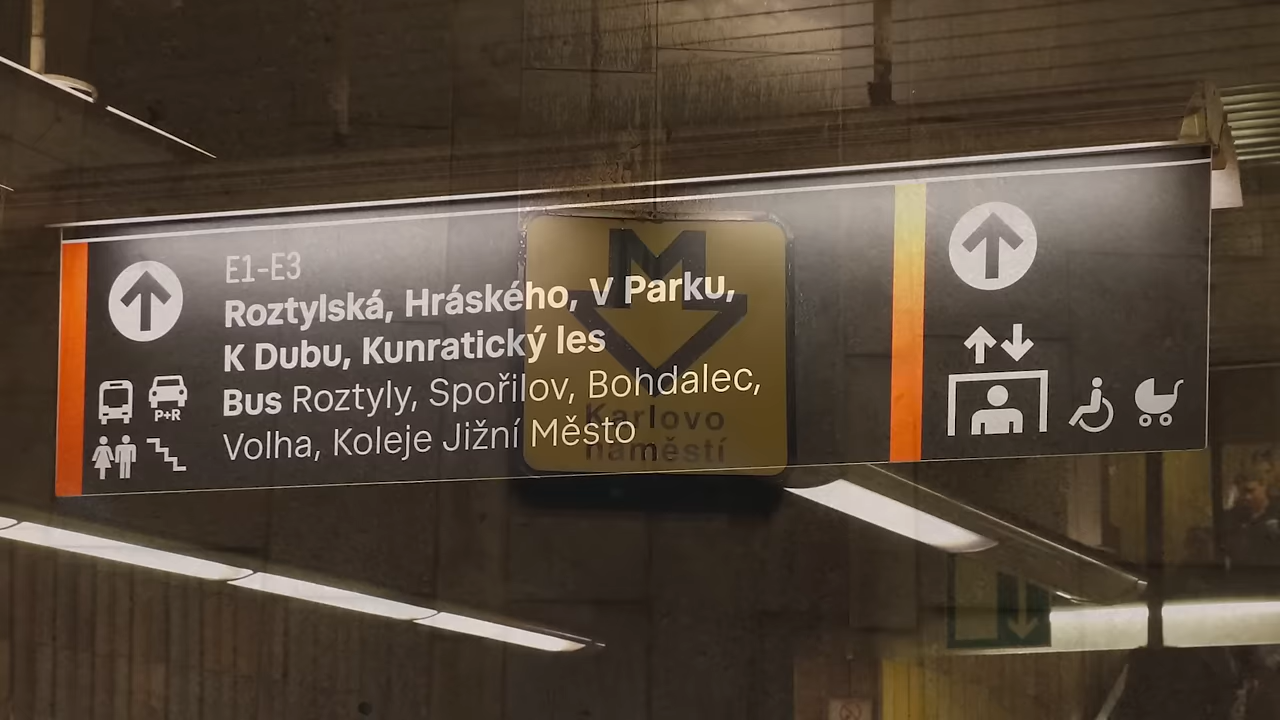 E1-E3
Roztylská, Hráského, V Parku,
K Dubu, Kunratický les
Bus Roztyly, Spořilov, Bohdalec,
Volha, Koleje Jižní Město
P+R
M
Karlovo
náměstí